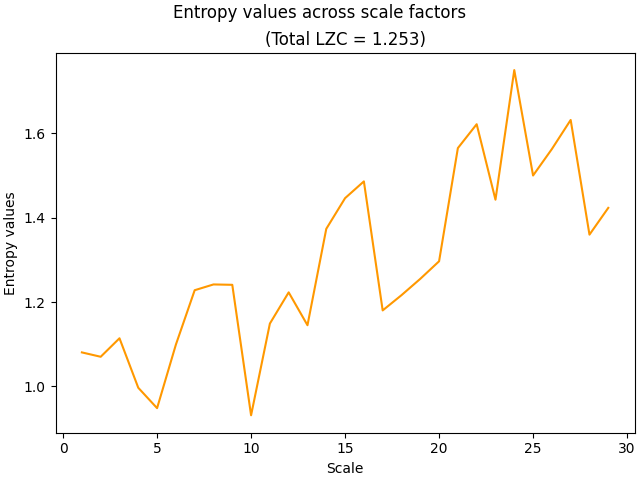 Entropy values across scale factors
(Total LZC = 1.253)
Entropy values
1.6
1.4
1.2
1.0
0 5 10 15 20 25 30
Scale